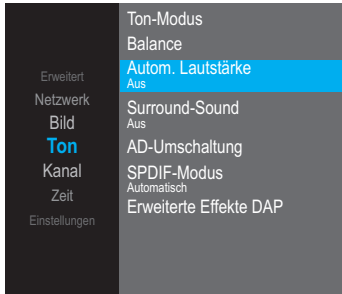 Erweitert
Netzwerk
Bild
Ton
Kanal
Zeit
Einstellungen
Ton-Modus
Balance
Autom. Lautstärke
Aus
Surround-Sound
Aus
AD-Umschaltung
SPDIF-Modus
Automatisch
Erweiterte Effekte DAP